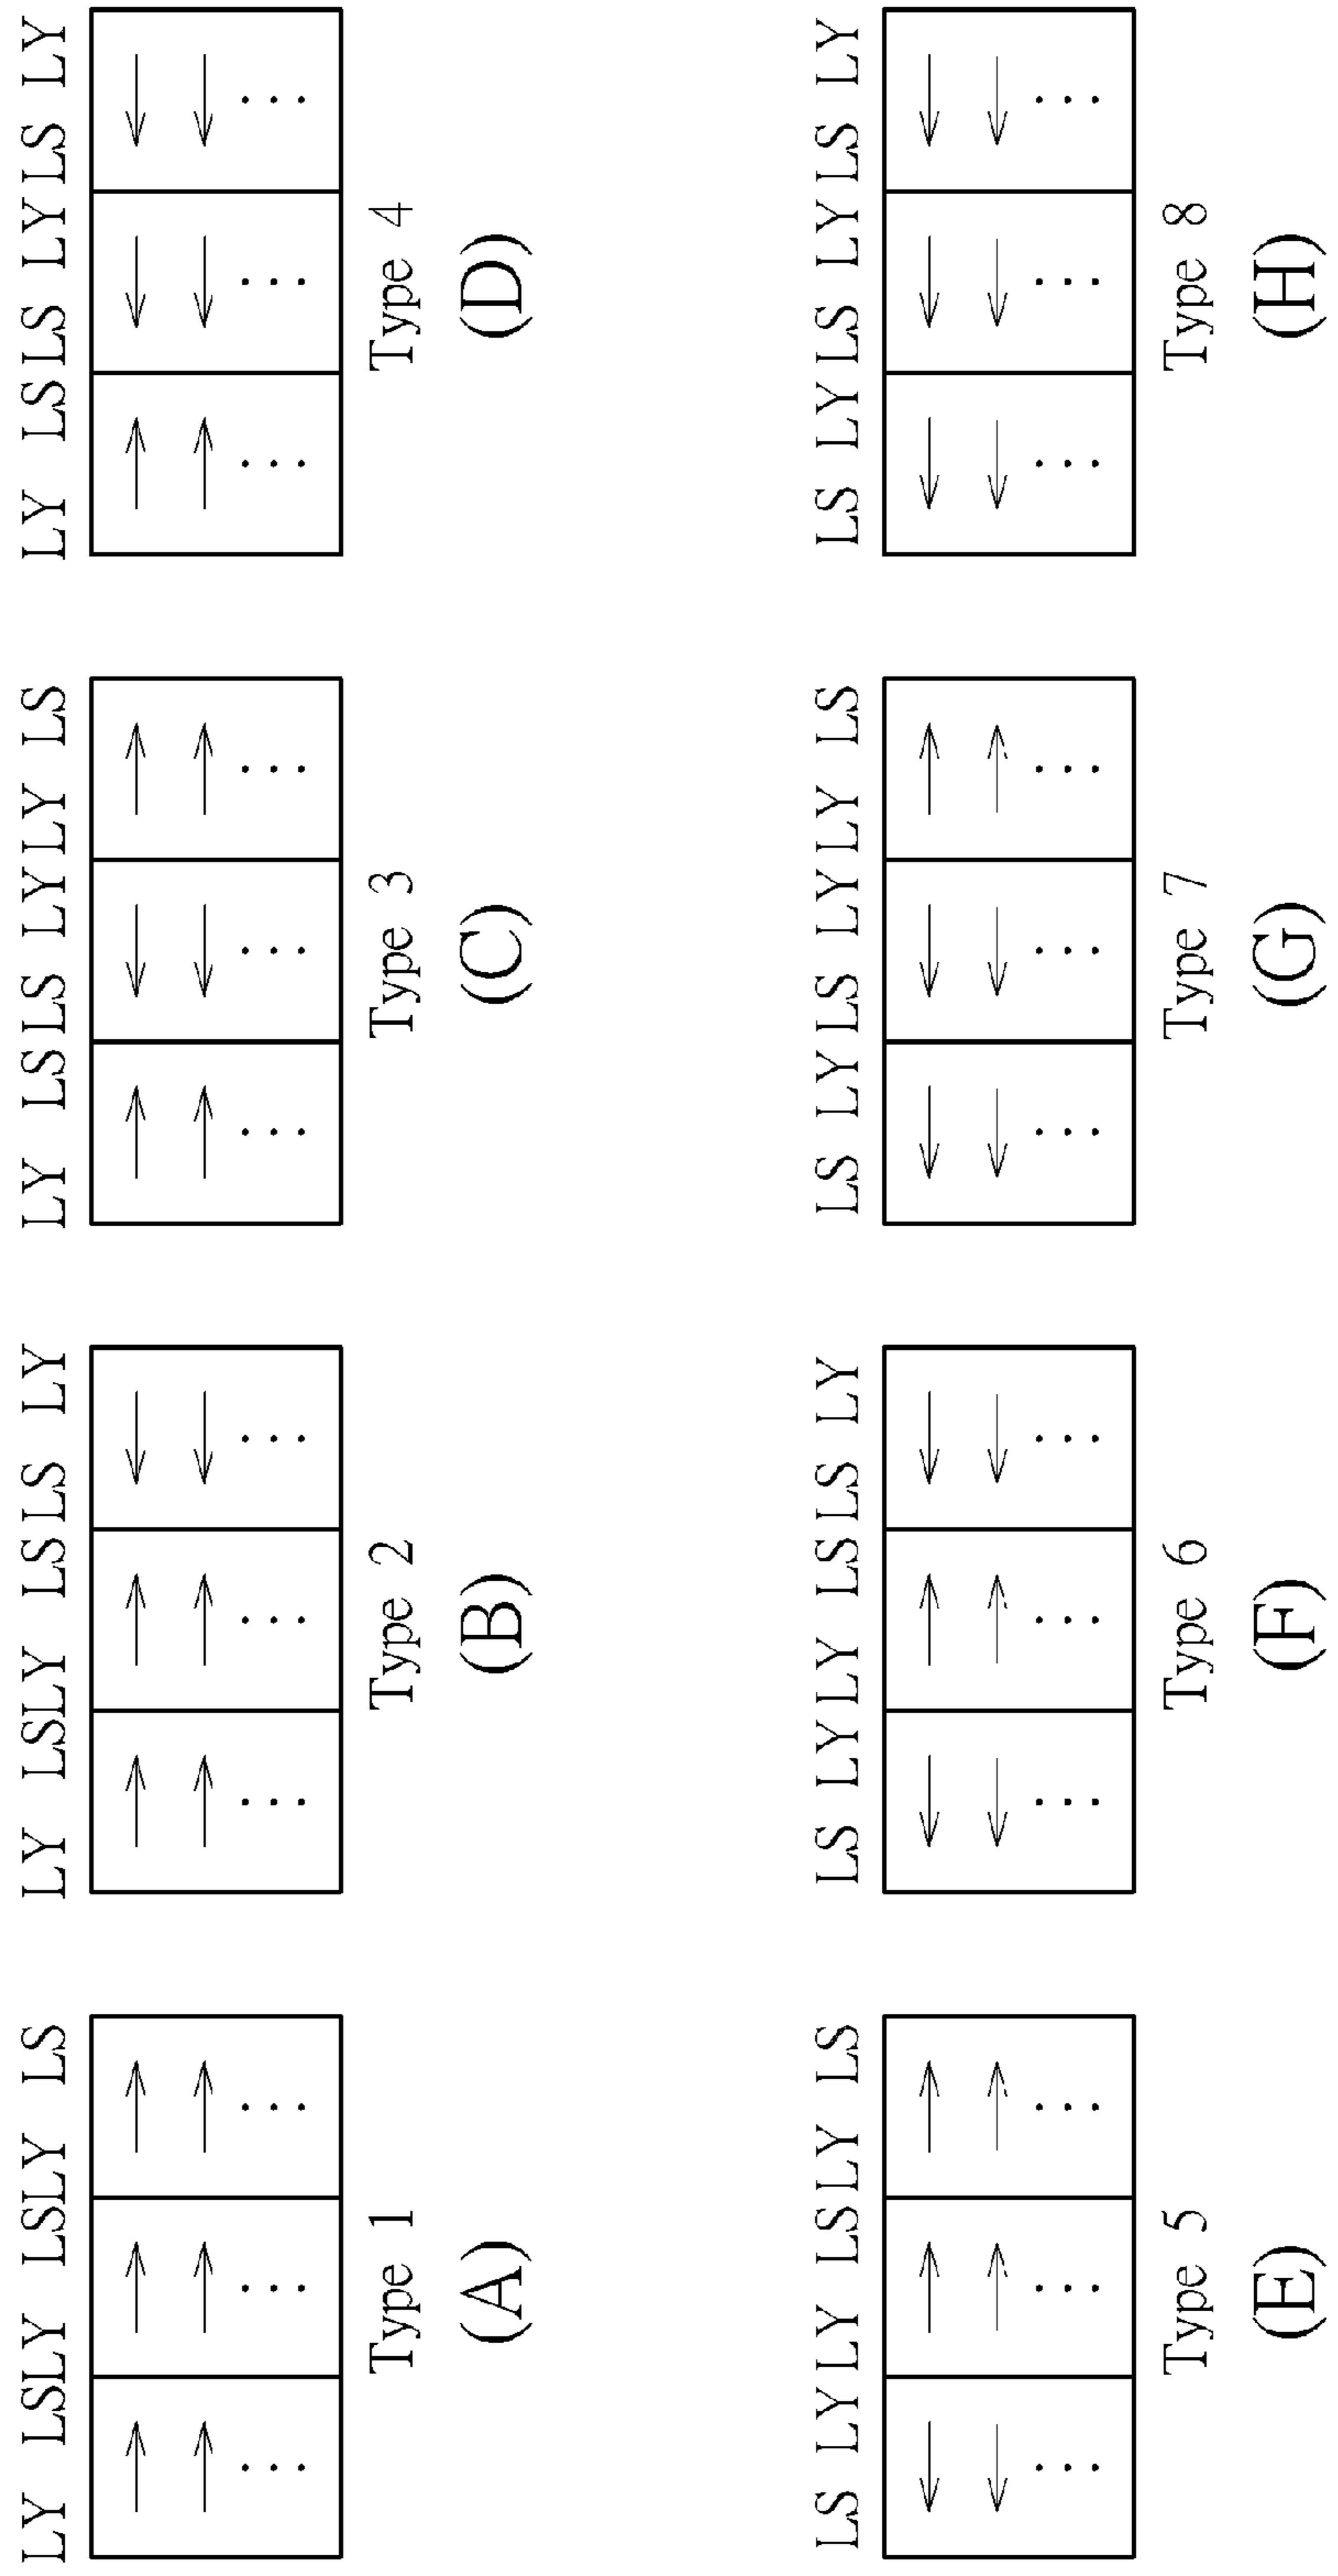 LY LSLY LSLY LS LY LSLY LSLS LY LY LSLS LYLY LS LY LSLS LYLS LY
Type 1 Type 2 Type 3 Type 4
(A) (B) (C) (D)
LS LYLY LSLY LS LS LYLY LSLS LY LS LYLS LYLY LS LS LYLS LYLS LY
Type 5 Type 6 Type 7 Type 8
(E) (F) (G) (H)